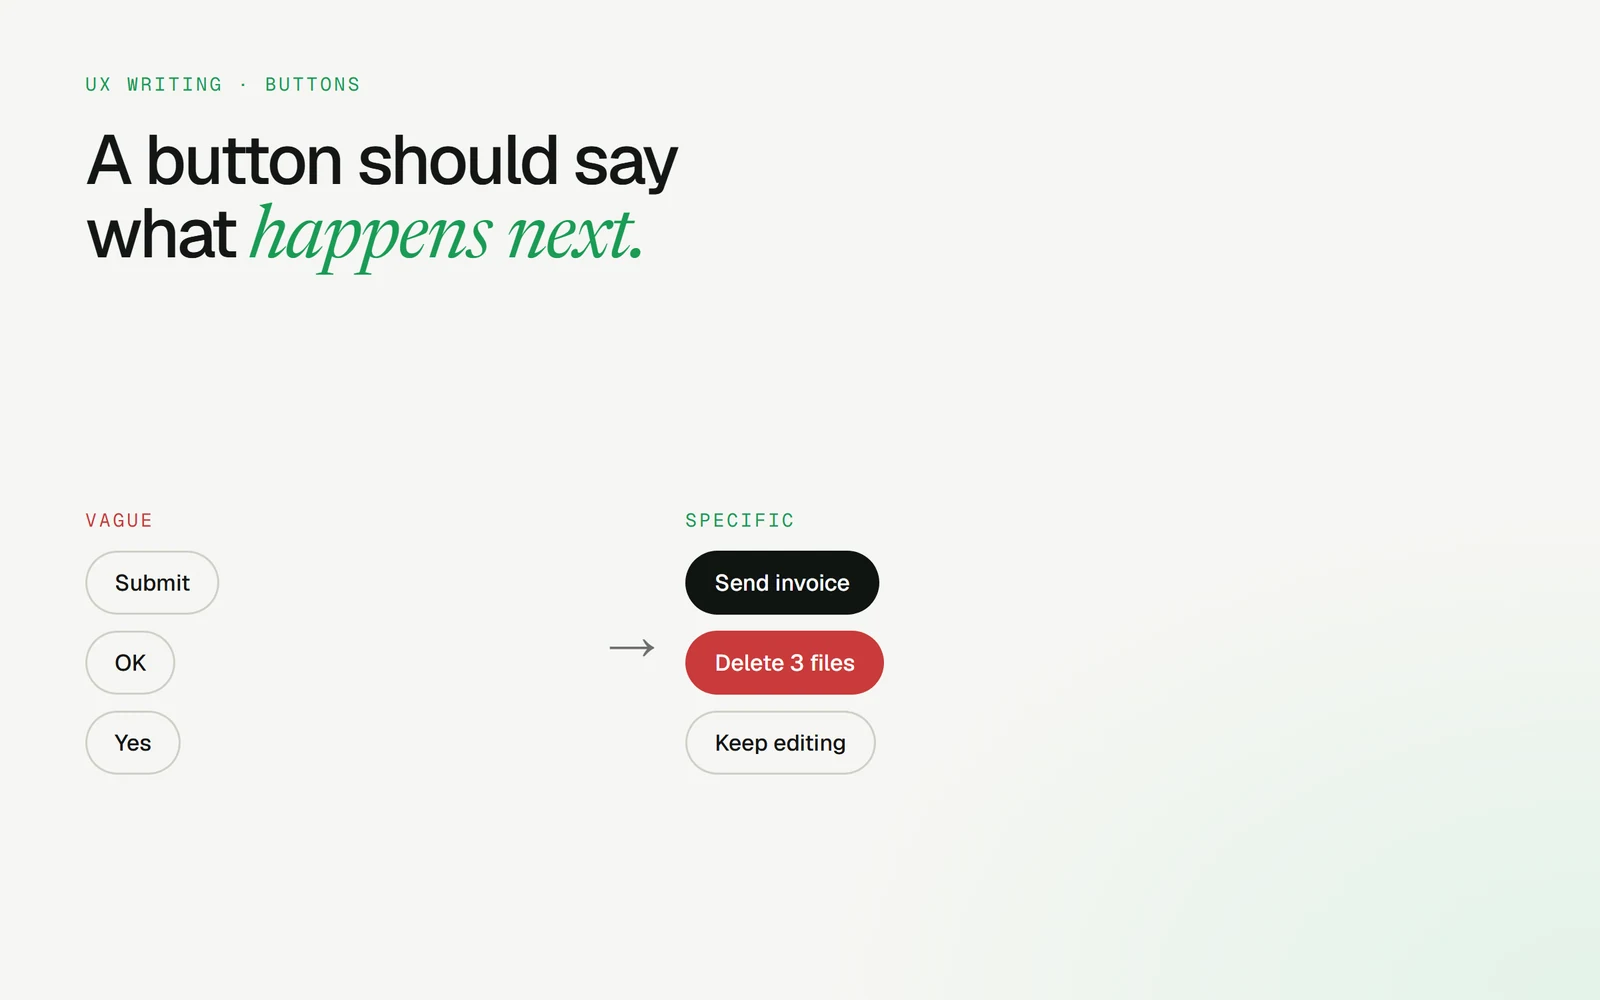 UX WRITING · BUTTONS
A button should say
what happens next.
VAGUE
Submit
OK
Yes
→
SPECIFIC
Send invoice
Delete 3 files
Keep editing